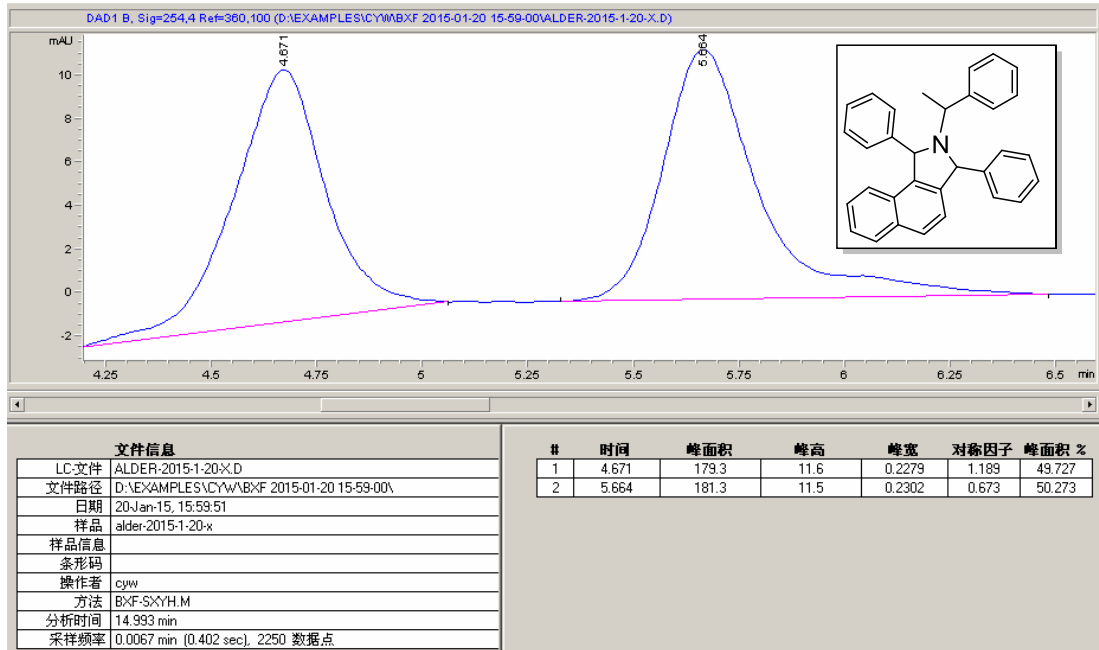 DAD1 B, Sig=254,4 Ref=360,100 (D:\EXAMPLES\CYW\BXF 2015-01-20 15-59-00\ALDER-2015-1-20-X.D)
mAU
10
8
6
4
2
0
-2
4.671
5.664
N
4.25 4.5 4.75 5 5.25 5.5 5.75 6 6.25 6.5 min
文件信息
LC-文件 ALDER-2015-1-20-X.D
文件路径 D:\EXAMPLES\CYW\BXF 2015-01-20 15-59-00\
日期 20-Jan-15, 15:59:51
样品 alder-2015-1-20-x
样品信息
条形码
操作者 cyw
方法 BXF-SXYH.M
分析时间 14.993 min
采样频率 0.0067 min (0.402 sec), 2250 数据点
# 时间 峰面积 峰高 峰宽 对称因子 峰面积 %
1 4.671 179.3 11.6 0.2279 1.189 49.727
2 5.664 181.3 11.5 0.2302 0.673 50.273